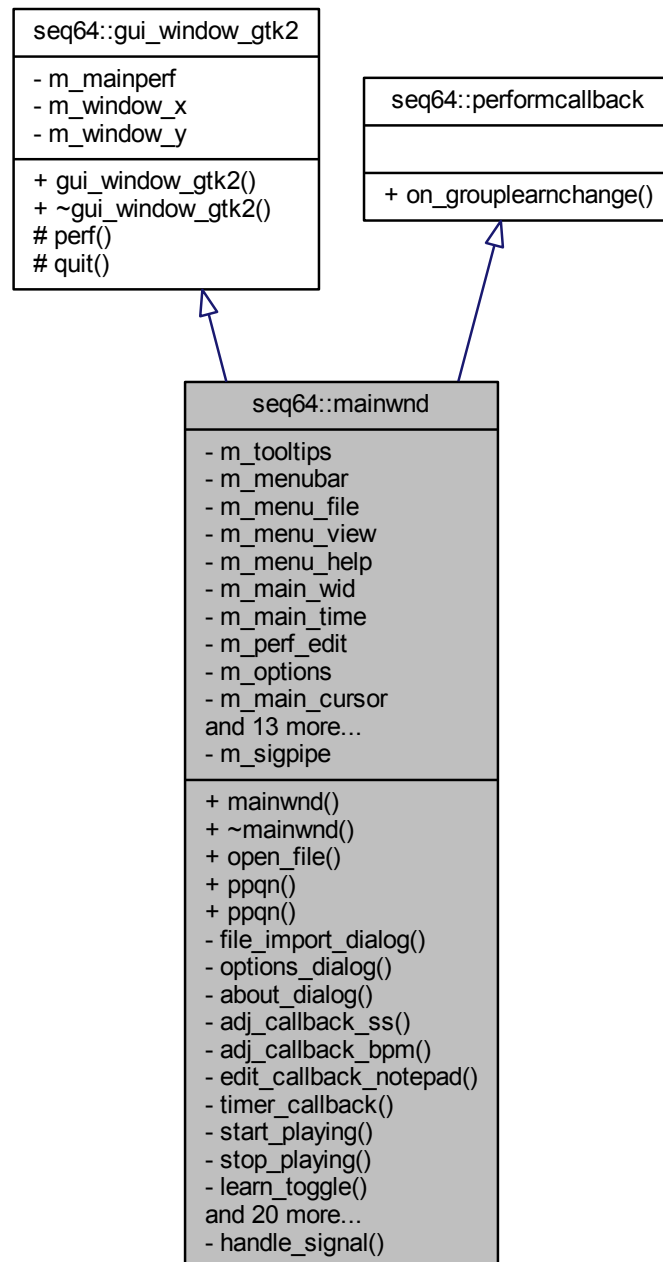 seq64::gui_window_gtk2
- m_mainperf
- m_window_x
- m_window_y
+ gui_window_gtk2()
+ ~gui_window_gtk2()
# perf()
# quit()
seq64::performcallback
+ on_grouplearnchange()
seq64::mainwnd
- m_tooltips
- m_menubar
- m_menu_file
- m_menu_view
- m_menu_help
- m_main_wid
- m_main_time
- m_perf_edit
- m_options
- m_main_cursor
and 13 more...
- m_sigpipe
+ mainwnd()
+ ~mainwnd()
+ open_file()
+ ppqn()
+ ppqn()
- file_import_dialog()
- options_dialog()
- about_dialog()
- adj_callback_ss()
- adj_callback_bpm()
- edit_callback_notepad()
- timer_callback()
- start_playing()
- stop_playing()
- learn_toggle()
and 20 more...
- handle_signal()